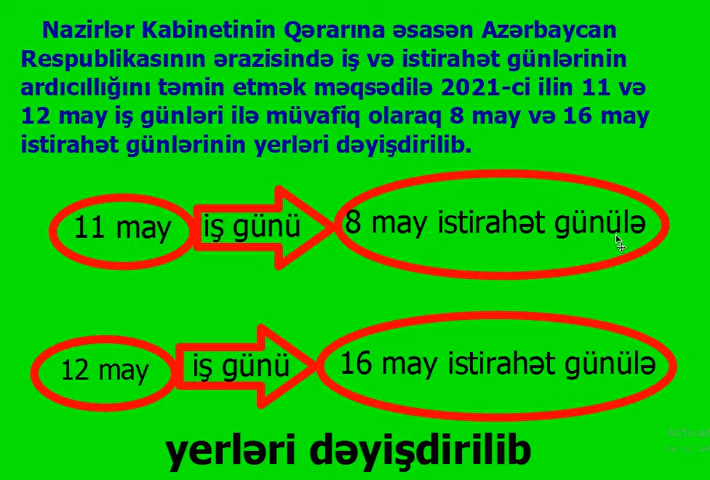 Nazirlər Kabinetinin Qərarına əsasən Azərbaycan
Respublikasının ərazisində iş və istirahət günlərinin
ardıcıllığını təmin etmək məqsədilə 2021-ci ilin 11 və
12 may iş günləri ilə müvafiq olaraq 8 may və 16 may
istirahət günlərinin yerləri dəyişdirilib.
11 may iş günü 8 may istirahət günülə
12 may iş günü 16 may istirahət günülə
yerləri dəyişdirilib